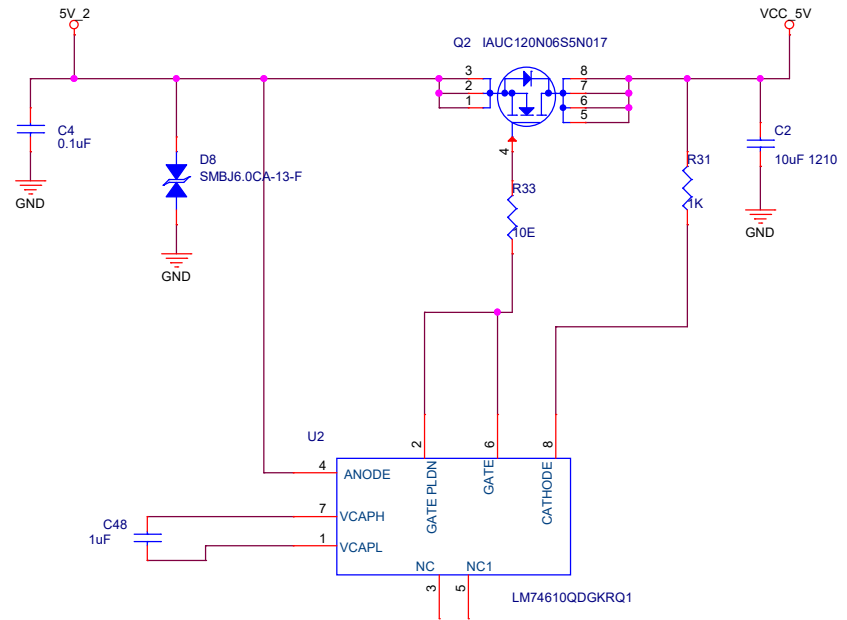 5V_2
VCC_5V
Q2 IAUC120N06S5N017
3
2
1
8
7
6
5
4
C4
0.1uF
GND
D8
SMBJ6.0CA-13-F
GND
R33
10E
R31
1K
C2
10uF 1210
GND
U2
2
6
8
4
ANODE
GATE PLDN
GATE
CATHODE
7
VCAPH
C48
1uF
1
VCAPL
NC
NC1
3
5
LM74610QDGKRQ1